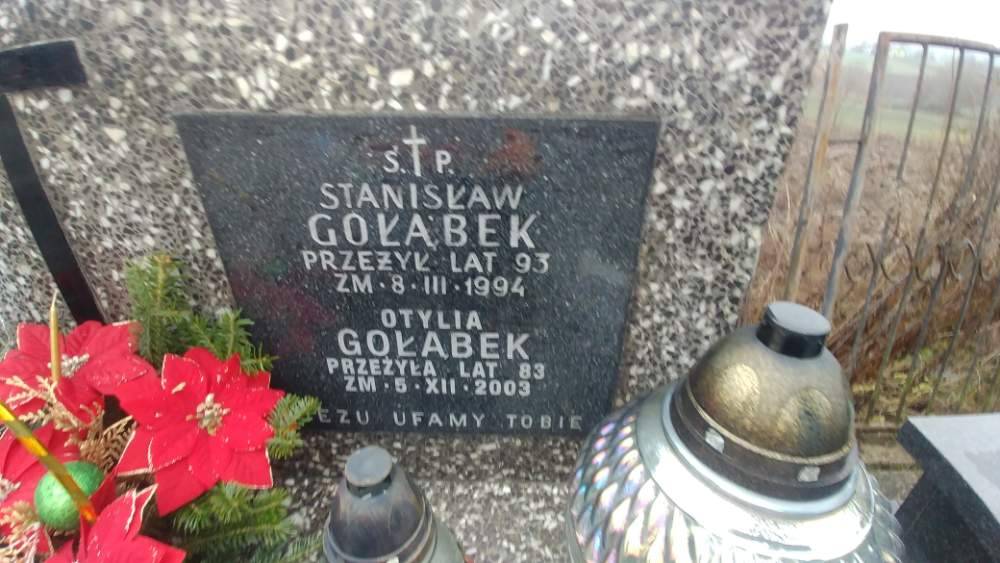 Ś. P.
STANISŁAW
GOŁĄBEK
PRZEŻYŁ LAT 93
ZM · 8 · III · 1994
OTYLIA
GOŁĄBEK
PRZEŻYŁA LAT 83
ZM · 5 · XII · 2003
EZU UFAMY TOBIE